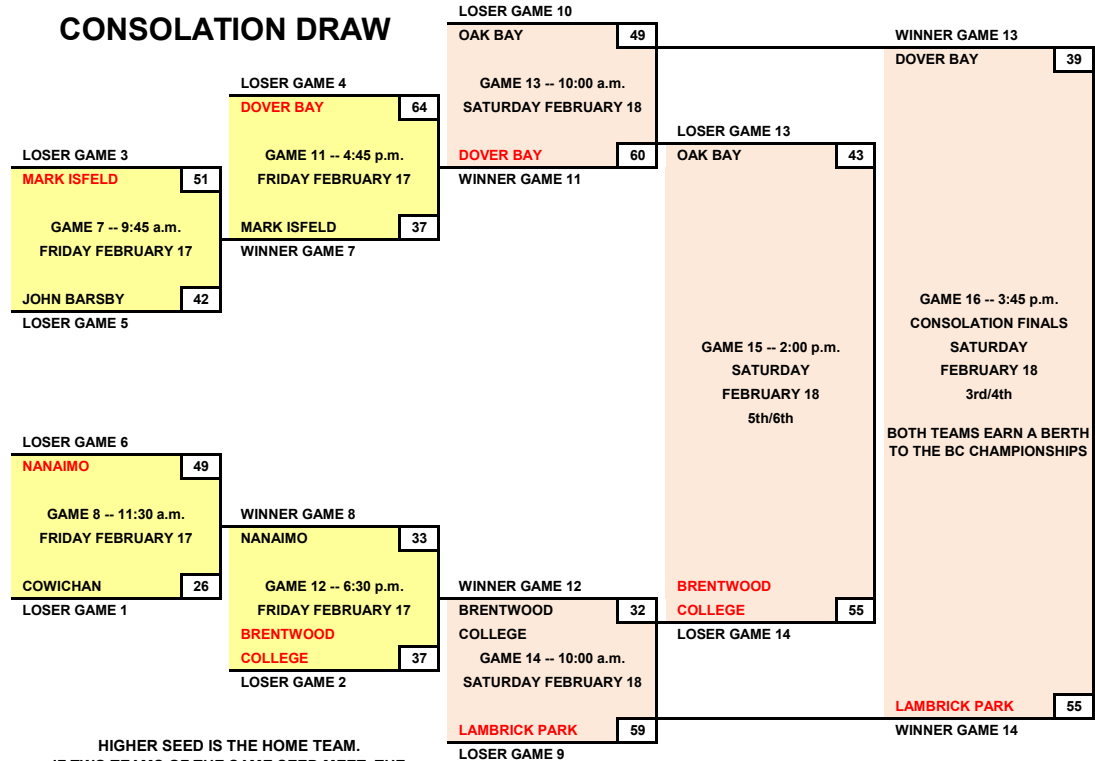 CONSOLATION DRAW
LOSER GAME 3
MARK ISFELD 51
GAME 7 -- 9:45 a.m.
FRIDAY FEBRUARY 17
JOHN BARSBY 42
LOSER GAME 5
LOSER GAME 6
NANAIMO 49
GAME 8 -- 11:30 a.m.
FRIDAY FEBRUARY 17
COWICHAN 26
LOSER GAME 1
LOSER GAME 4
DOVER BAY 64
GAME 11 -- 4:45 p.m.
FRIDAY FEBRUARY 17
MARK ISFELD 37
WINNER GAME 7
WINNER GAME 8
NANAIMO 33
GAME 12 -- 6:30 p.m.
FRIDAY FEBRUARY 17
BRENTWOOD
COLLEGE 37
LOSER GAME 2
LOSER GAME 10
OAK BAY 49
GAME 13 -- 10:00 a.m.
SATURDAY FEBRUARY 18
DOVER BAY 60
WINNER GAME 11
WINNER GAME 12
BRENTWOOD 32
COLLEGE
GAME 14 -- 10:00 a.m.
SATURDAY FEBRUARY 18
LAMBRICK PARK 59
LOSER GAME 9
LOSER GAME 13
OAK BAY 43
GAME 15 -- 2:00 p.m.
SATURDAY
FEBRUARY 18
5th/6th
BRENTWOOD
COLLEGE 55
LOSER GAME 14
WINNER GAME 13
DOVER BAY 39
GAME 16 -- 3:45 p.m.
CONSOLATION FINALS
SATURDAY
FEBRUARY 18
3rd/4th
BOTH TEAMS EARN A BERTH
TO THE BC CHAMPIONSHIPS
LAMBRICK PARK 55
WINNER GAME 14
HIGHER SEED IS THE HOME TEAM.
IF TWO TEAMS OF THE SAME SEED MEET, THE